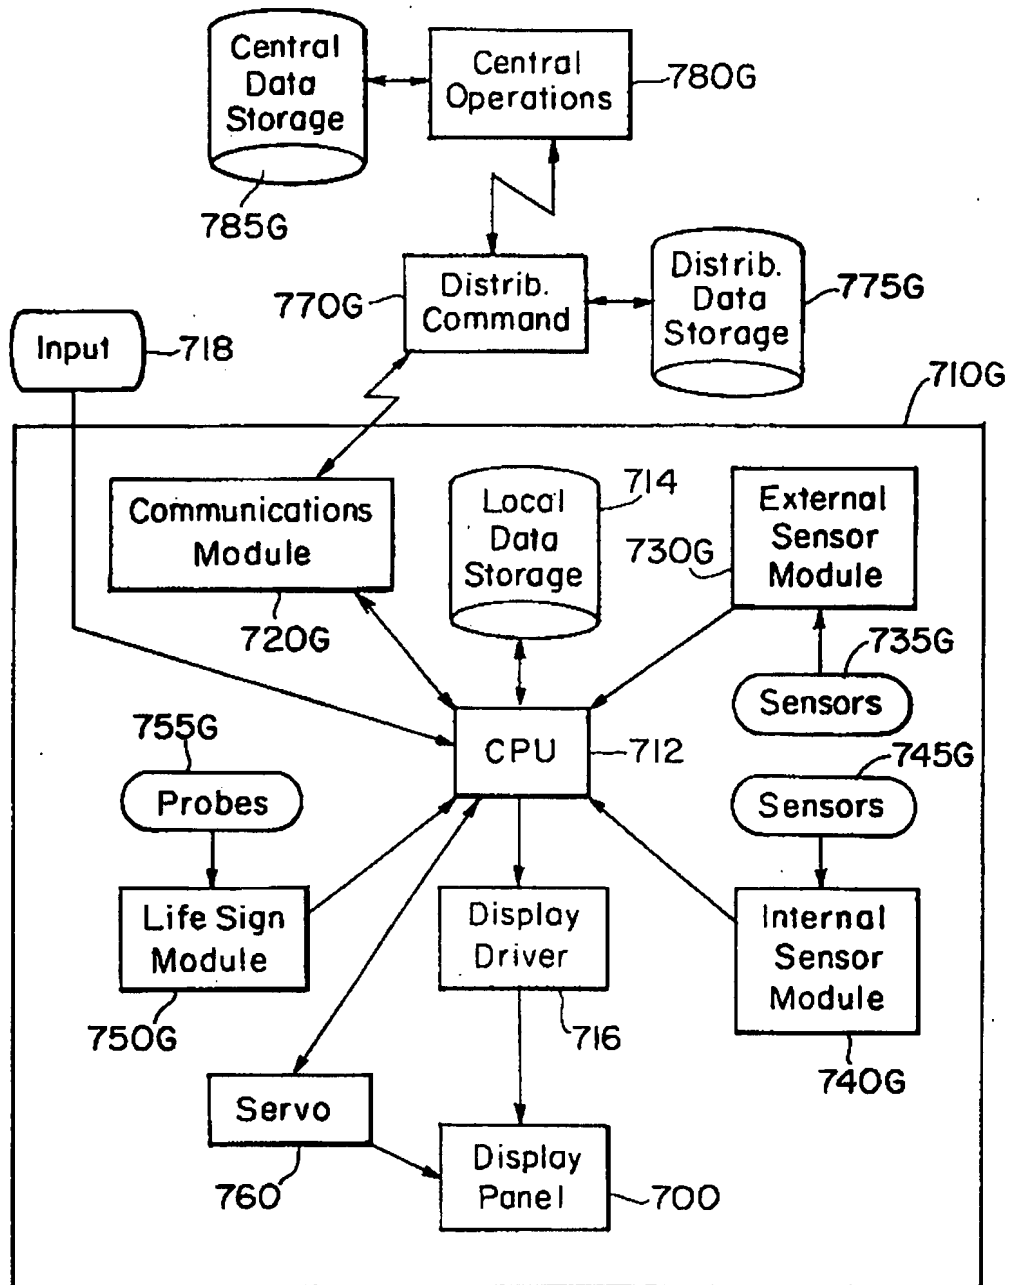 Central
Data
Storage
785G
Central
Operations
780G
Distrib.
Command
770G
Distrib.
Data
Storage
775G
Input
718
710G
Communications
Module
720G
Local
Data
Storage
714
External
Sensor
Module
730G
735G
Sensors
755G
Probes
CPU
712
745G
Sensors
Life Sign
Module
750G
Display
Driver
716
Internal
Sensor
Module
740G
Servo
760
Display
Panel
700